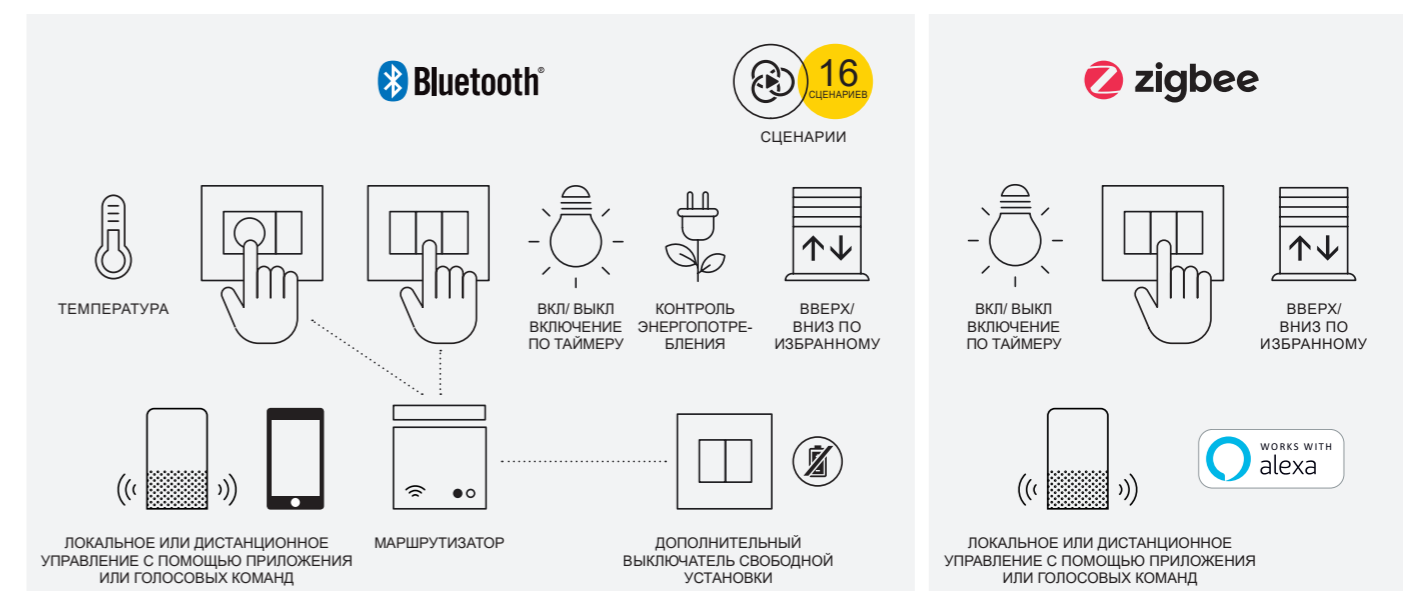 Bluetooth®
16
СЦЕНАРИЕВ
СЦЕНАРИИ
ТЕМПЕРАТУРА
ВКЛ/ ВЫКЛ
ВКЛЮЧЕНИЕ
ПО ТАЙМЕРУ
КОНТРОЛЬ
ЭНЕРГОПОТРЕ-
БЛЕНИЯ
ВВЕРХ/
ВНИЗ ПО
ИЗБРАННОМУ
ЛОКАЛЬНОЕ ИЛИ ДИСТАНЦИОННОЕ
УПРАВЛЕНИЕ С ПОМОЩЬЮ ПРИЛОЖЕНИЯ
ИЛИ ГОЛОСОВЫХ КОМАНД
МАРШРУТИЗАТОР
ДОПОЛНИТЕЛЬНЫЙ
ВЫКЛЮЧАТЕЛЬ СВОБОДНОЙ
УСТАНОВКИ
zigbee
ВКЛ/ ВЫКЛ
ВКЛЮЧЕНИЕ
ПО ТАЙМЕРУ
ВВЕРХ/
ВНИЗ ПО
ИЗБРАННОМУ
WORKS WITH
alexa
ЛОКАЛЬНОЕ ИЛИ ДИСТАНЦИОННОЕ
УПРАВЛЕНИЕ С ПОМОЩЬЮ ПРИЛОЖЕНИЯ
ИЛИ ГОЛОСОВЫХ КОМАНД